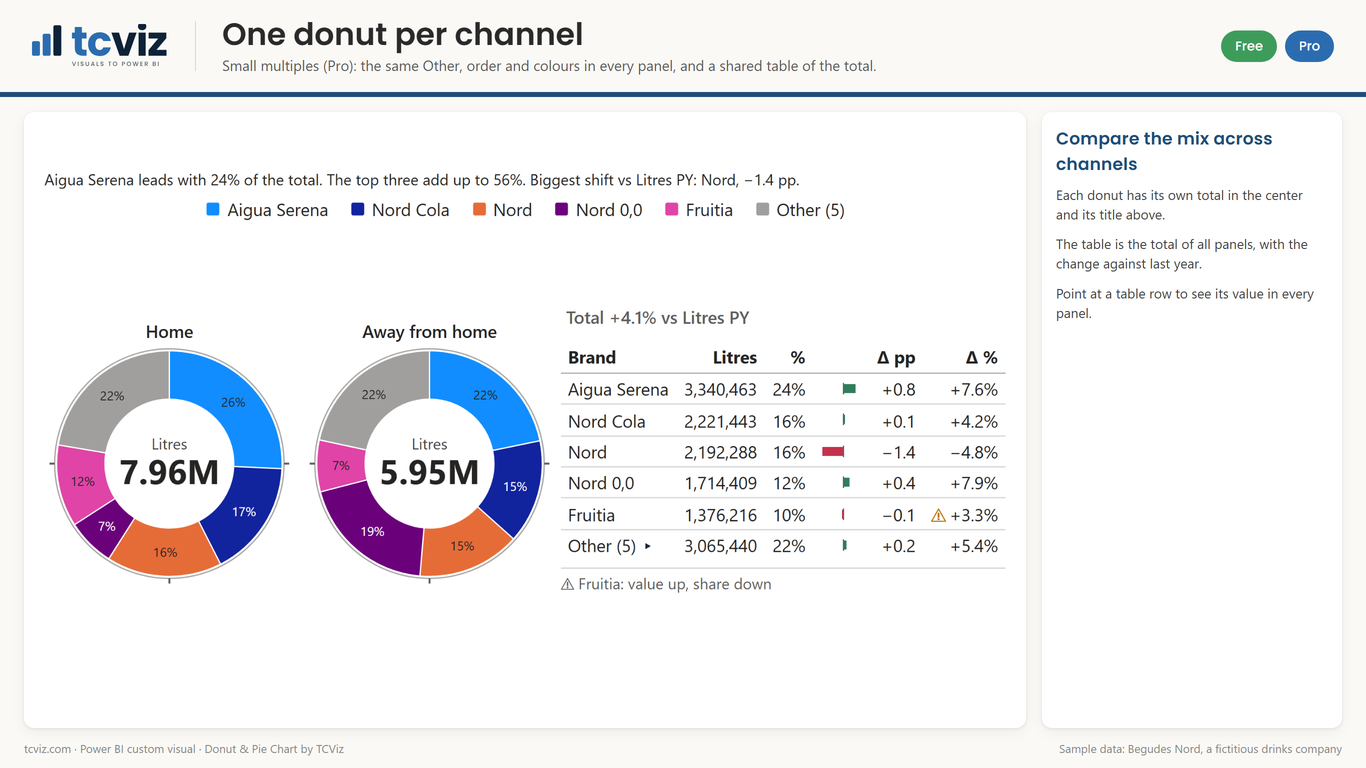 tcviz
VISUALS TO POWER BI
One donut per channel
Small multiples (Pro): the same Other, order and colours in every panel, and a shared table of the total.
Free
Pro
Aigua Serena leads with 24% of the total. The top three add up to 56%. Biggest shift vs Litres PY: Nord, −1.4 pp.
Aigua Serena Nord Cola Nord Nord 0,0 Fruitia Other (5)
Home
22%
26%
12%
7%
17%
16%
Litres
7.96M
Away from home
22%
22%
7%
15%
19%
15%
Litres
5.95M
Total +4.1% vs Litres PY
Brand Litres % Δ pp Δ %
Aigua Serena 3,340,463 24% +0.8 +7.6%
Nord Cola 2,221,443 16% +0.1 +4.2%
Nord 2,192,288 16% −1.4 −4.8%
Nord 0,0 1,714,409 12% +0.4 +7.9%
Fruitia 1,376,216 10% −0.1 ⚠ +3.3%
Other (5) ▸ 3,065,440 22% +0.2 +5.4%
⚠ Fruitia: value up, share down
Compare the mix across
channels
Each donut has its own total in the center
and its title above.
The table is the total of all panels, with the
change against last year.
Point at a table row to see its value in every
panel.
tcviz.com · Power BI custom visual · Donut & Pie Chart by TCViz
Sample data: Begudes Nord, a fictitious drinks company